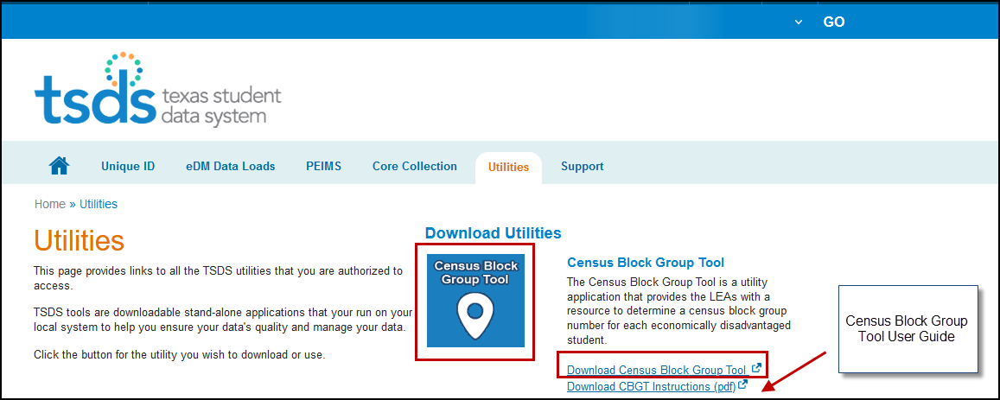 GO
tsds texas student
data system
Unique ID eDM Data Loads PEIMS Core Collection Utilities Support
Home » Utilities
Utilities
This page provides links to all the TSDS utilities that you are authorized to
access.
TSDS tools are downloadable stand-alone applications that your run on your
local system to help you ensure your data's quality and manage your data.
Click the button for the utility you wish to download or use.
Download Utilities
Census Block
Group Tool
Census Block Group Tool
The Census Block Group Tool is a utility
application that provides the LEAs with a
resource to determine a census block group
number for each economically disadvantaged
student.
Download Census Block Group Tool
Download CBGT Instructions (pdf)
Census Block Group
Tool User Guide